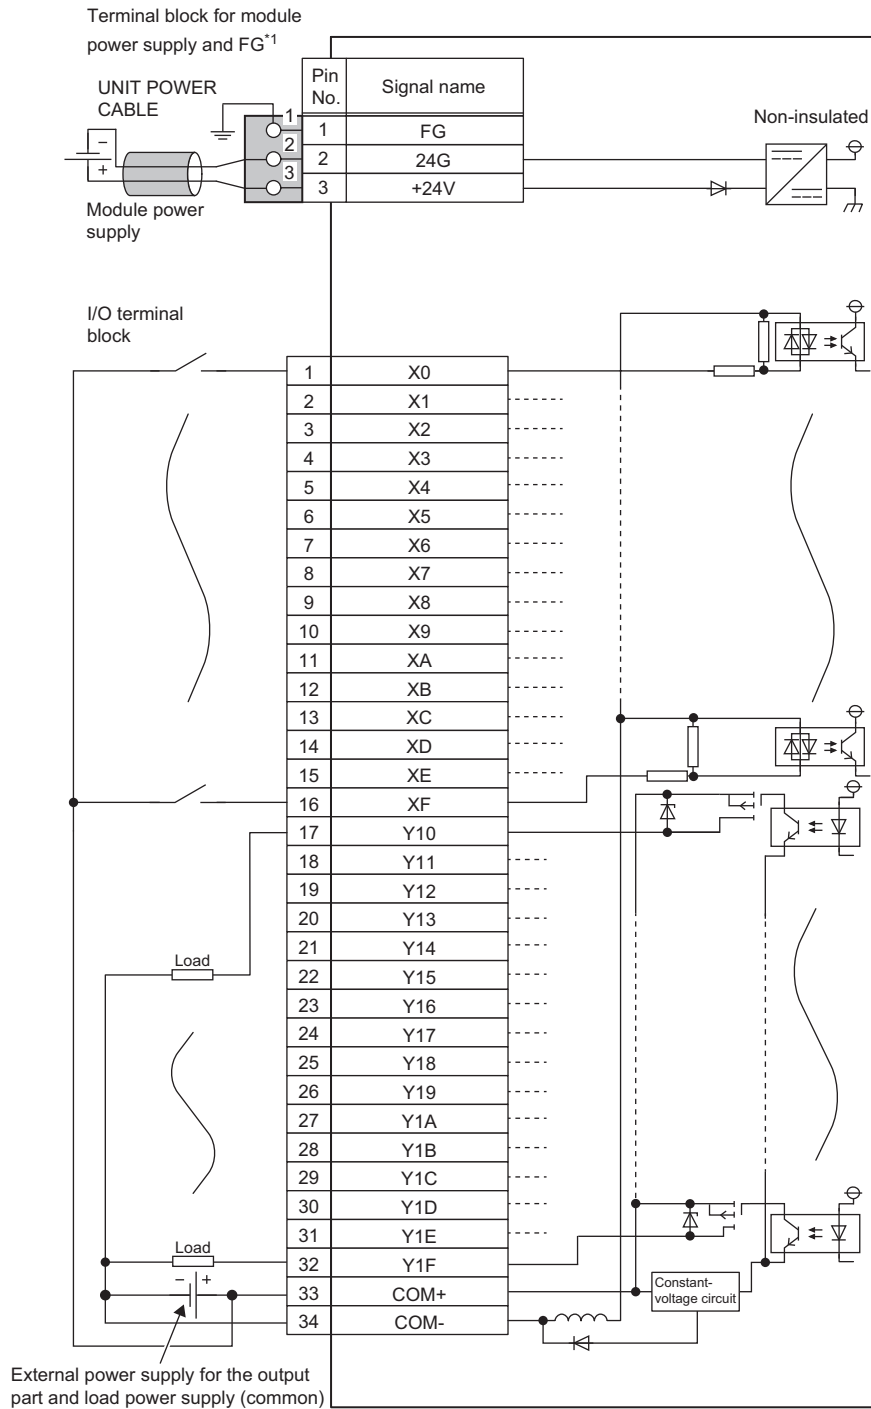 Terminal block for module
power supply and FG*1
UNIT POWER
CABLE
Pin
No.
Signal name
Non-insulated
1
2
3
1 FG
2 24G
3 +24V
−
+
Module power
supply
I/O terminal
block
1 X0
2 X1
3 X2
4 X3
5 X4
6 X5
7 X6
8 X7
9 X8
10 X9
11 XA
12 XB
13 XC
14 XD
15 XE
16 XF
17 Y10
18 Y11
19 Y12
20 Y13
21 Y14
Load
22 Y15
23 Y16
24 Y17
25 Y18
26 Y19
27 Y1A
28 Y1B
29 Y1C
30 Y1D
31 Y1E
Load
32 Y1F
− +
33 COM+
Constant-
voltage circuit
34 COM-
External power supply for the output
part and load power supply (common)